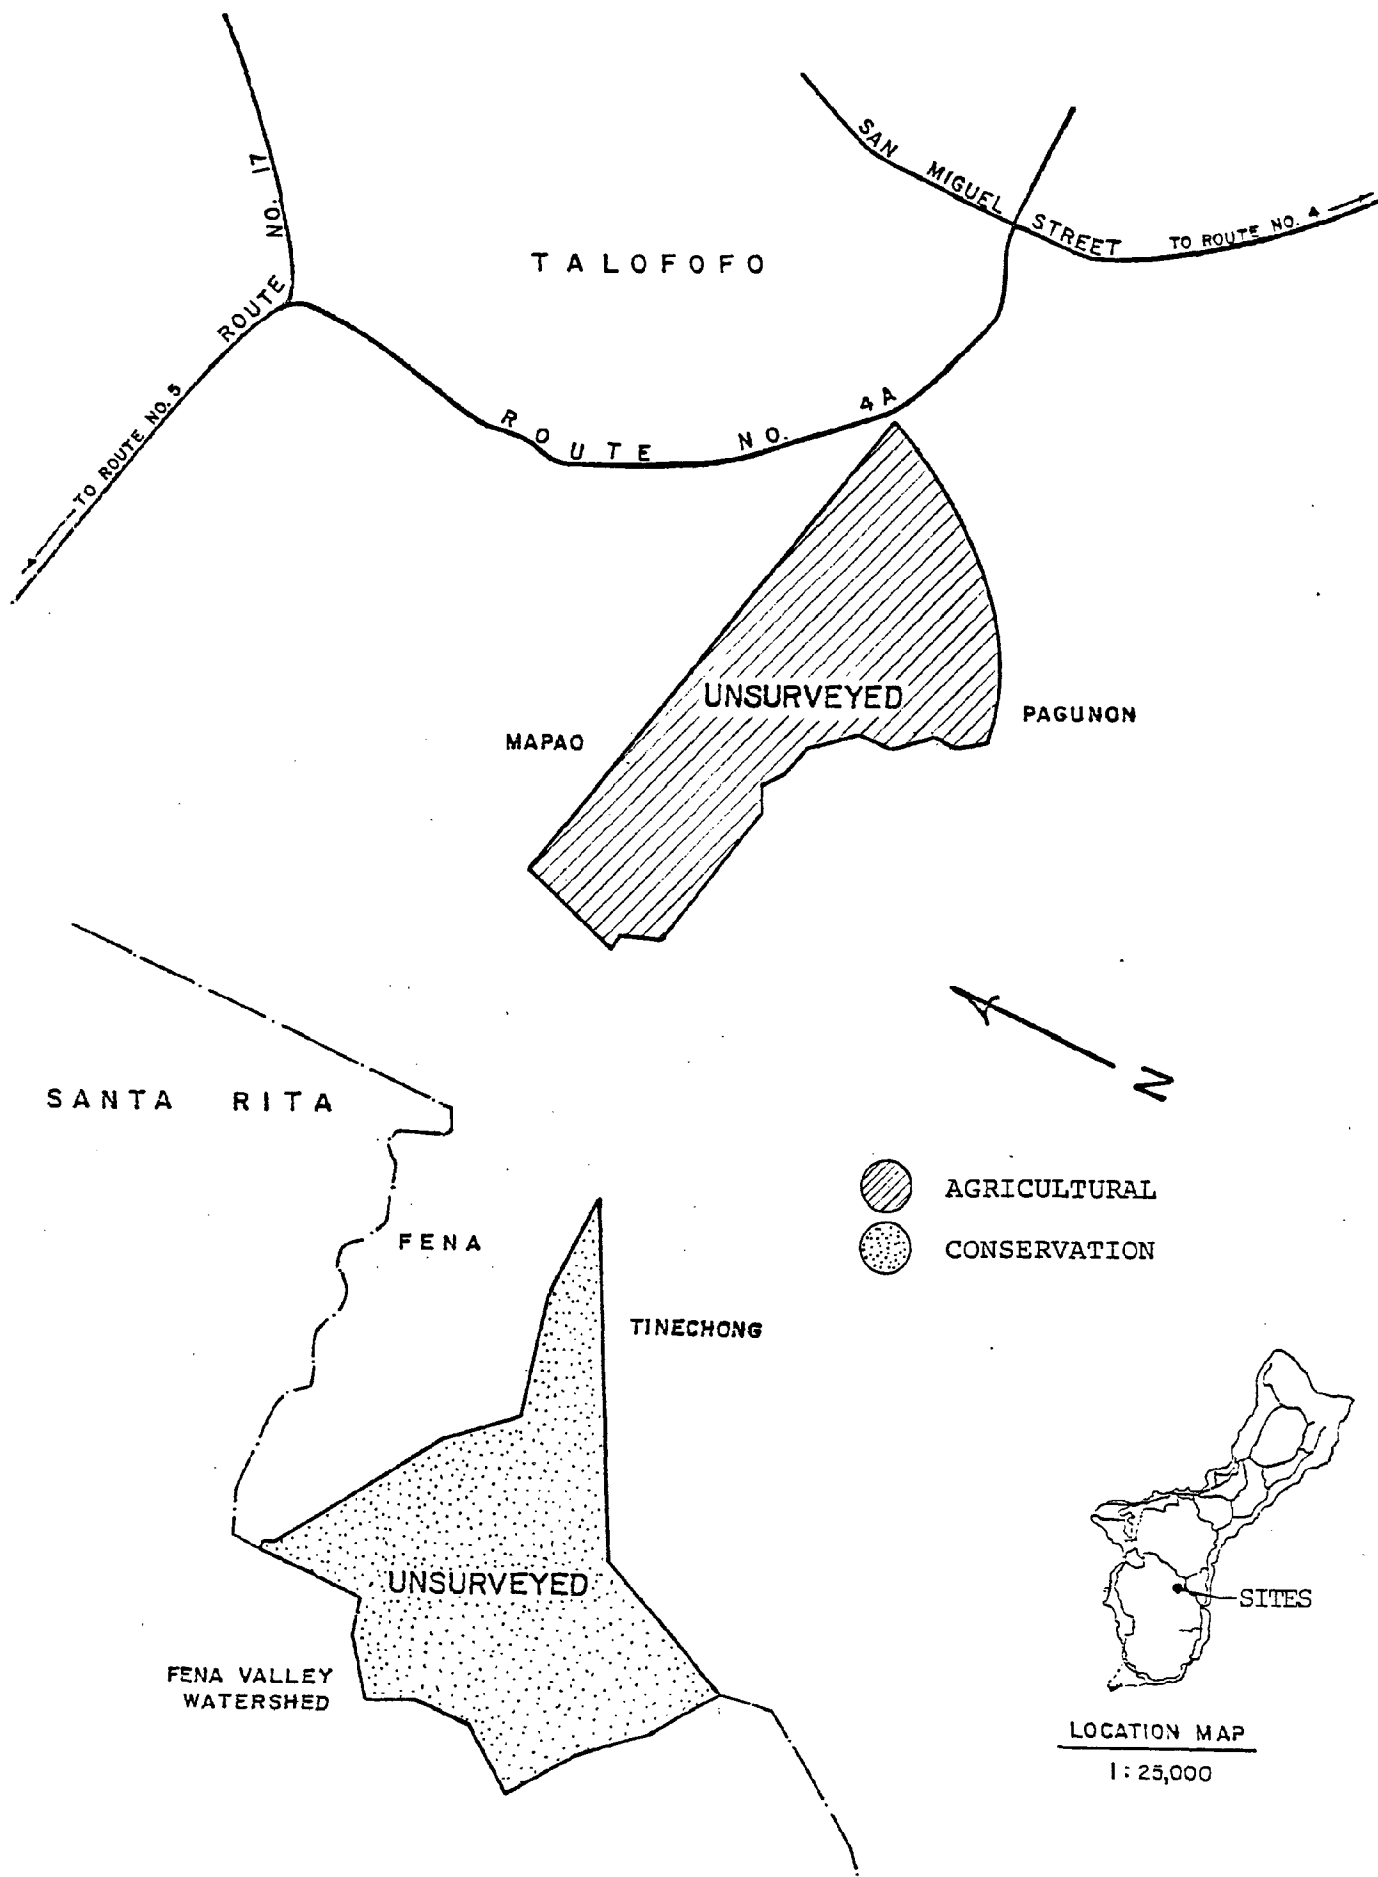 ROUTE NO. 17
TO ROUTE NO. 5
SAN MIGUEL STREET
TO ROUTE NO. 4
TALOFOFO
ROUTE NO. 4A
UNSURVEYED
PAGUNON
MAPAO
N
SANTA RITA
AGRICULTURAL
CONSERVATION
FENA
TINECHONG
UNSURVEYED
SITES
FENA VALLEY
WATERSHED
LOCATION MAP
1:25,000